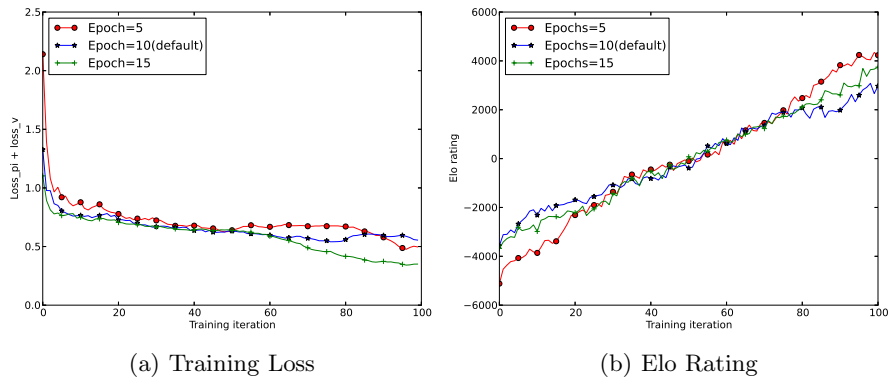 2.5
2.0
1.5
1.0
0.5
0.0
Loss_pi + loss_v
Epoch=5
Epoch=10(default)
Epoch=15
0 20 40 60 80 100
Training iteration
(a) Training Loss
6000
4000
2000
0
−2000
−4000
−6000
Elo rating
Epochs=5
Epochs=10(default)
Epochs=15
0 20 40 60 80 100
Training iteration
(b) Elo Rating